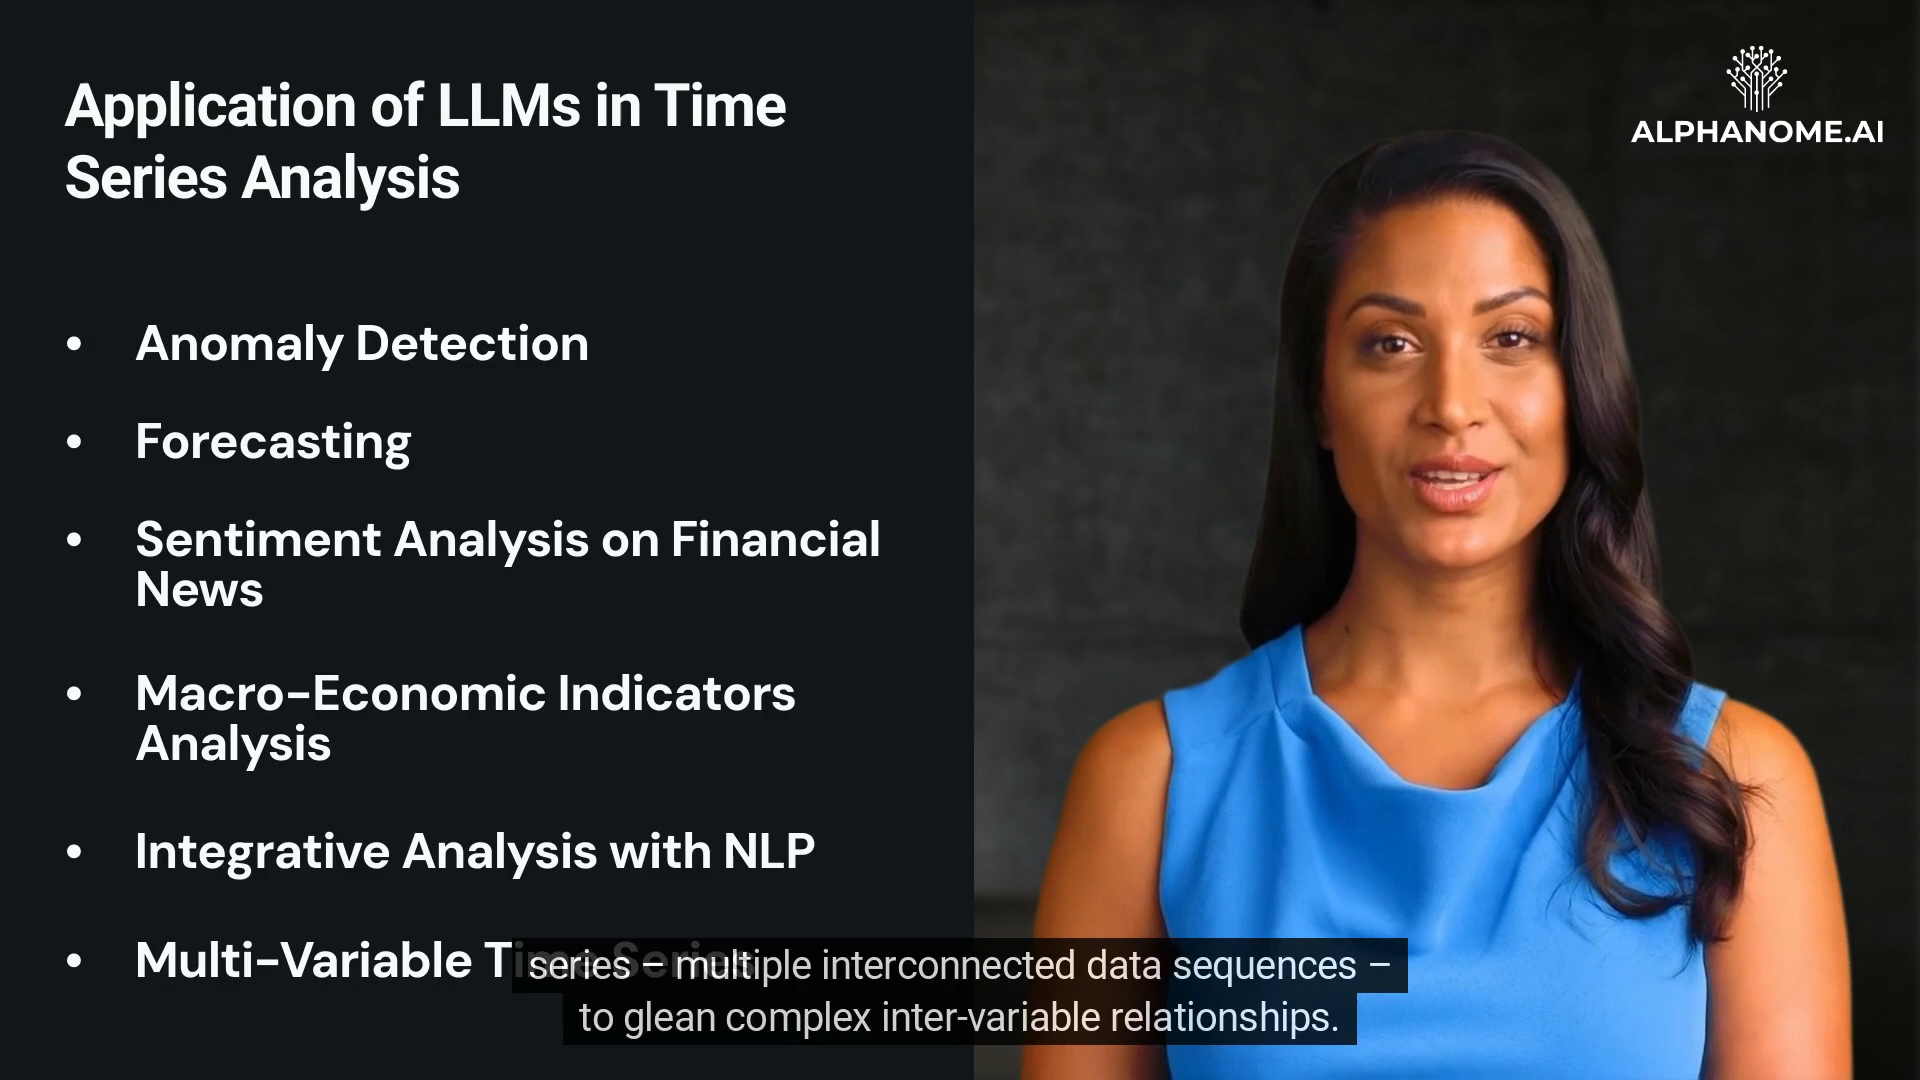 Application of LLMs in Time
Series Analysis
• Anomaly Detection
• Forecasting
• Sentiment Analysis on Financial
News
• Macro-Economic Indicators
Analysis
• Integrative Analysis with NLP
• Multi-Variable Time Series
series – multiple interconnected data sequences –
to glean complex inter-variable relationships.
ALPHANOME.AI